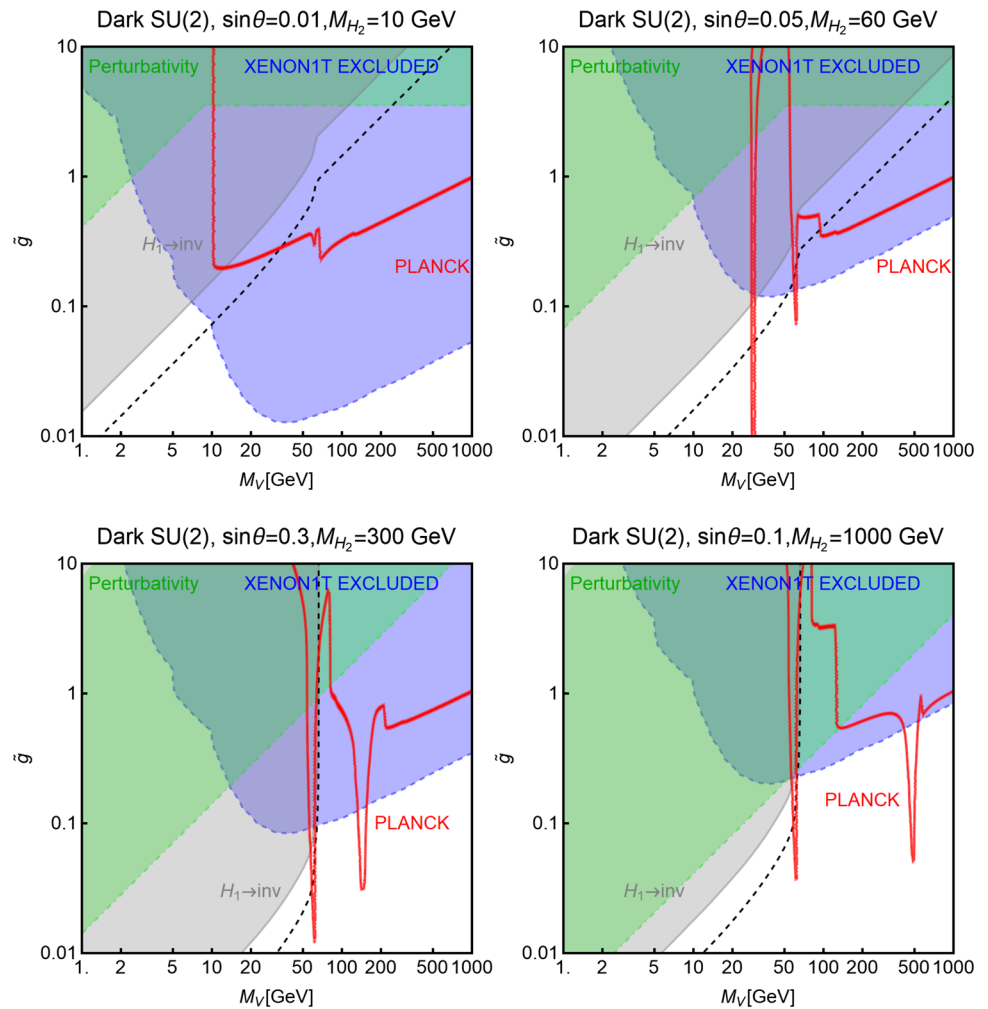 Dark SU(2), sinθ=0.01,M_{H_2}=10 GeV
10
1
0.1
0.01
g̃
Perturbativity
XENON1T EXCLUDED
H_1→inv
PLANCK
1. 2 5 10 20 50 100 200 500 1000
M_V[GeV]
Dark SU(2), sinθ=0.05,M_{H_2}=60 GeV
10
1
0.1
0.01
g̃
Perturbativity
XENON1T EXCLUDED
H_1→inv
PLANCK
1. 2 5 10 20 50 100 200 500 1000
M_V[GeV]
Dark SU(2), sinθ=0.3,M_{H_2}=300 GeV
10
1
0.1
0.01
g̃
Perturbativity
XENON1T EXCLUDED
PLANCK
H_1→inv
1. 2 5 10 20 50 100 200 500 1000
M_V[GeV]
Dark SU(2), sinθ=0.1,M_{H_2}=1000 GeV
10
1
0.1
0.01
g̃
Perturbativity
XENON1T EXCLUDED
PLANCK
H_1→inv
1. 2 5 10 20 50 100 200 500 1000
M_V[GeV]